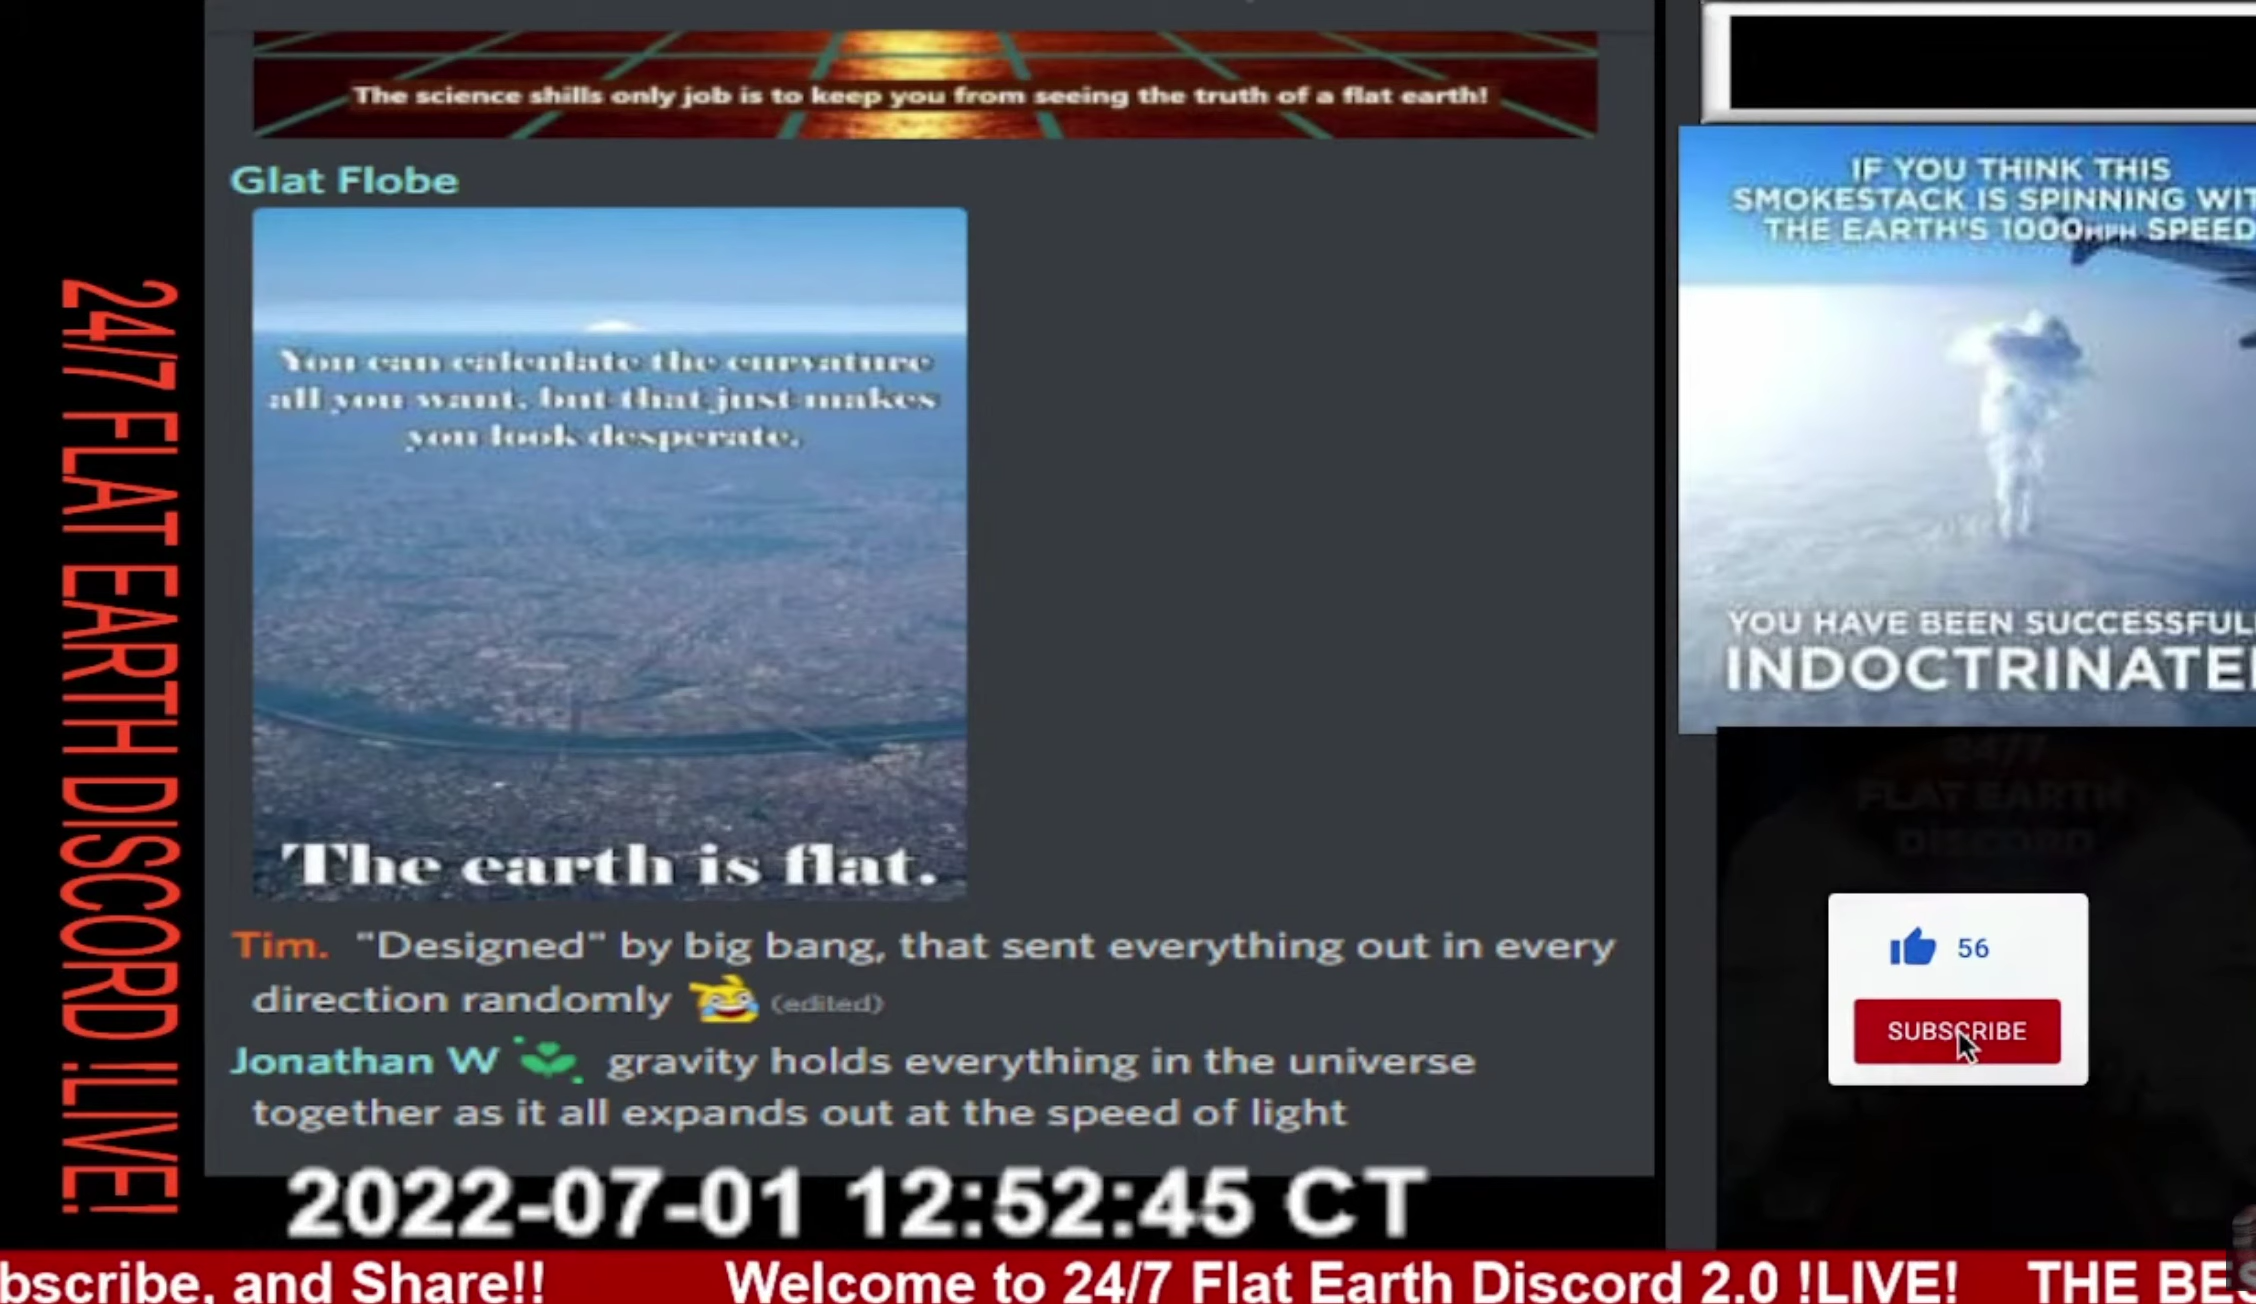 The science shills only job is to keep you from seeing the truth of a flat earth!
Glat Flobe
You can calculate the curvature
all you want, but that just makes
you look desperate.
The earth is flat.
Tim. "Designed" by big bang, that sent everything out in every
direction randomly (edited)
Jonathan W gravity holds everything in the universe
together as it all expands out at the speed of light
2022-07-01 12:52:45 CT
24/7 FLAT EARTH DISCORD !LIVE!
IF YOU THINK THIS
SMOKESTACK IS SPINNING WIT
THE EARTH'S 1000MPH SPEED
YOU HAVE BEEN SUCCESSFUL
INDOCTRINATE
24/7
FLAT EARTH
DISCORD
56
SUBSCRIBE
bscribe, and Share!! Welcome to 24/7 Flat Earth Discord 2.0 !LIVE! THE BES